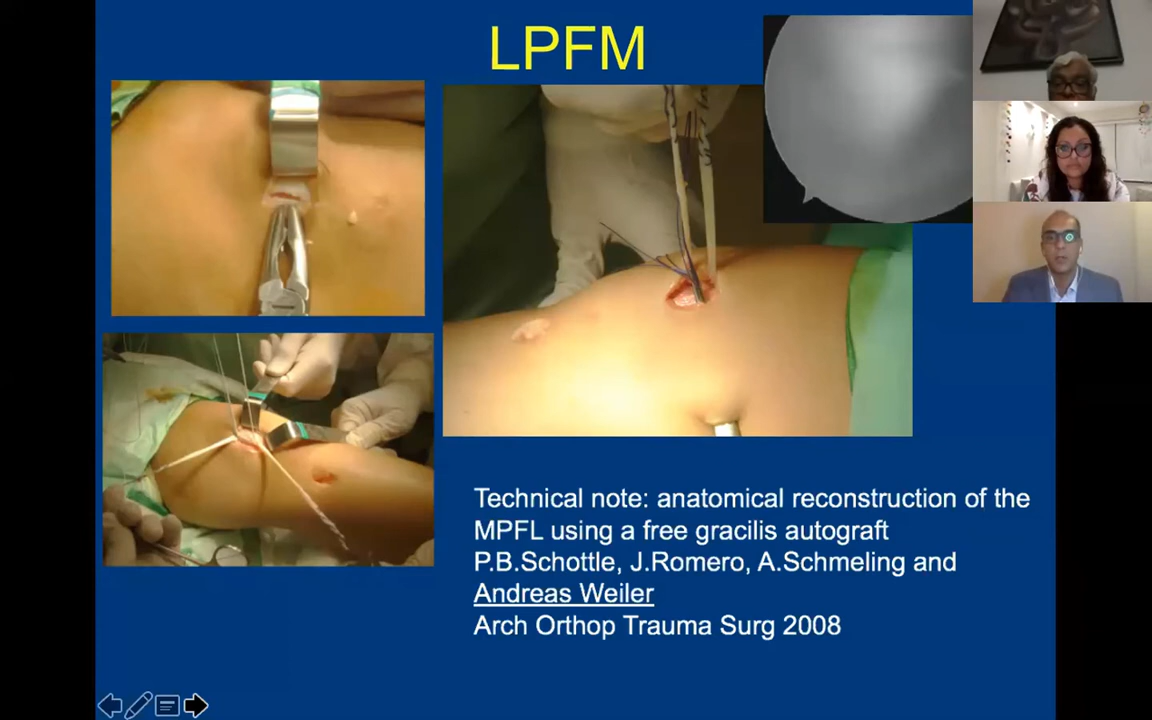 LPFM
Technical note: anatomical reconstruction of the
MPFL using a free gracilis autograft
P.B.Schottle, J.Romero, A.Schmeling and
Andreas Weiler
Arch Orthop Trauma Surg 2008